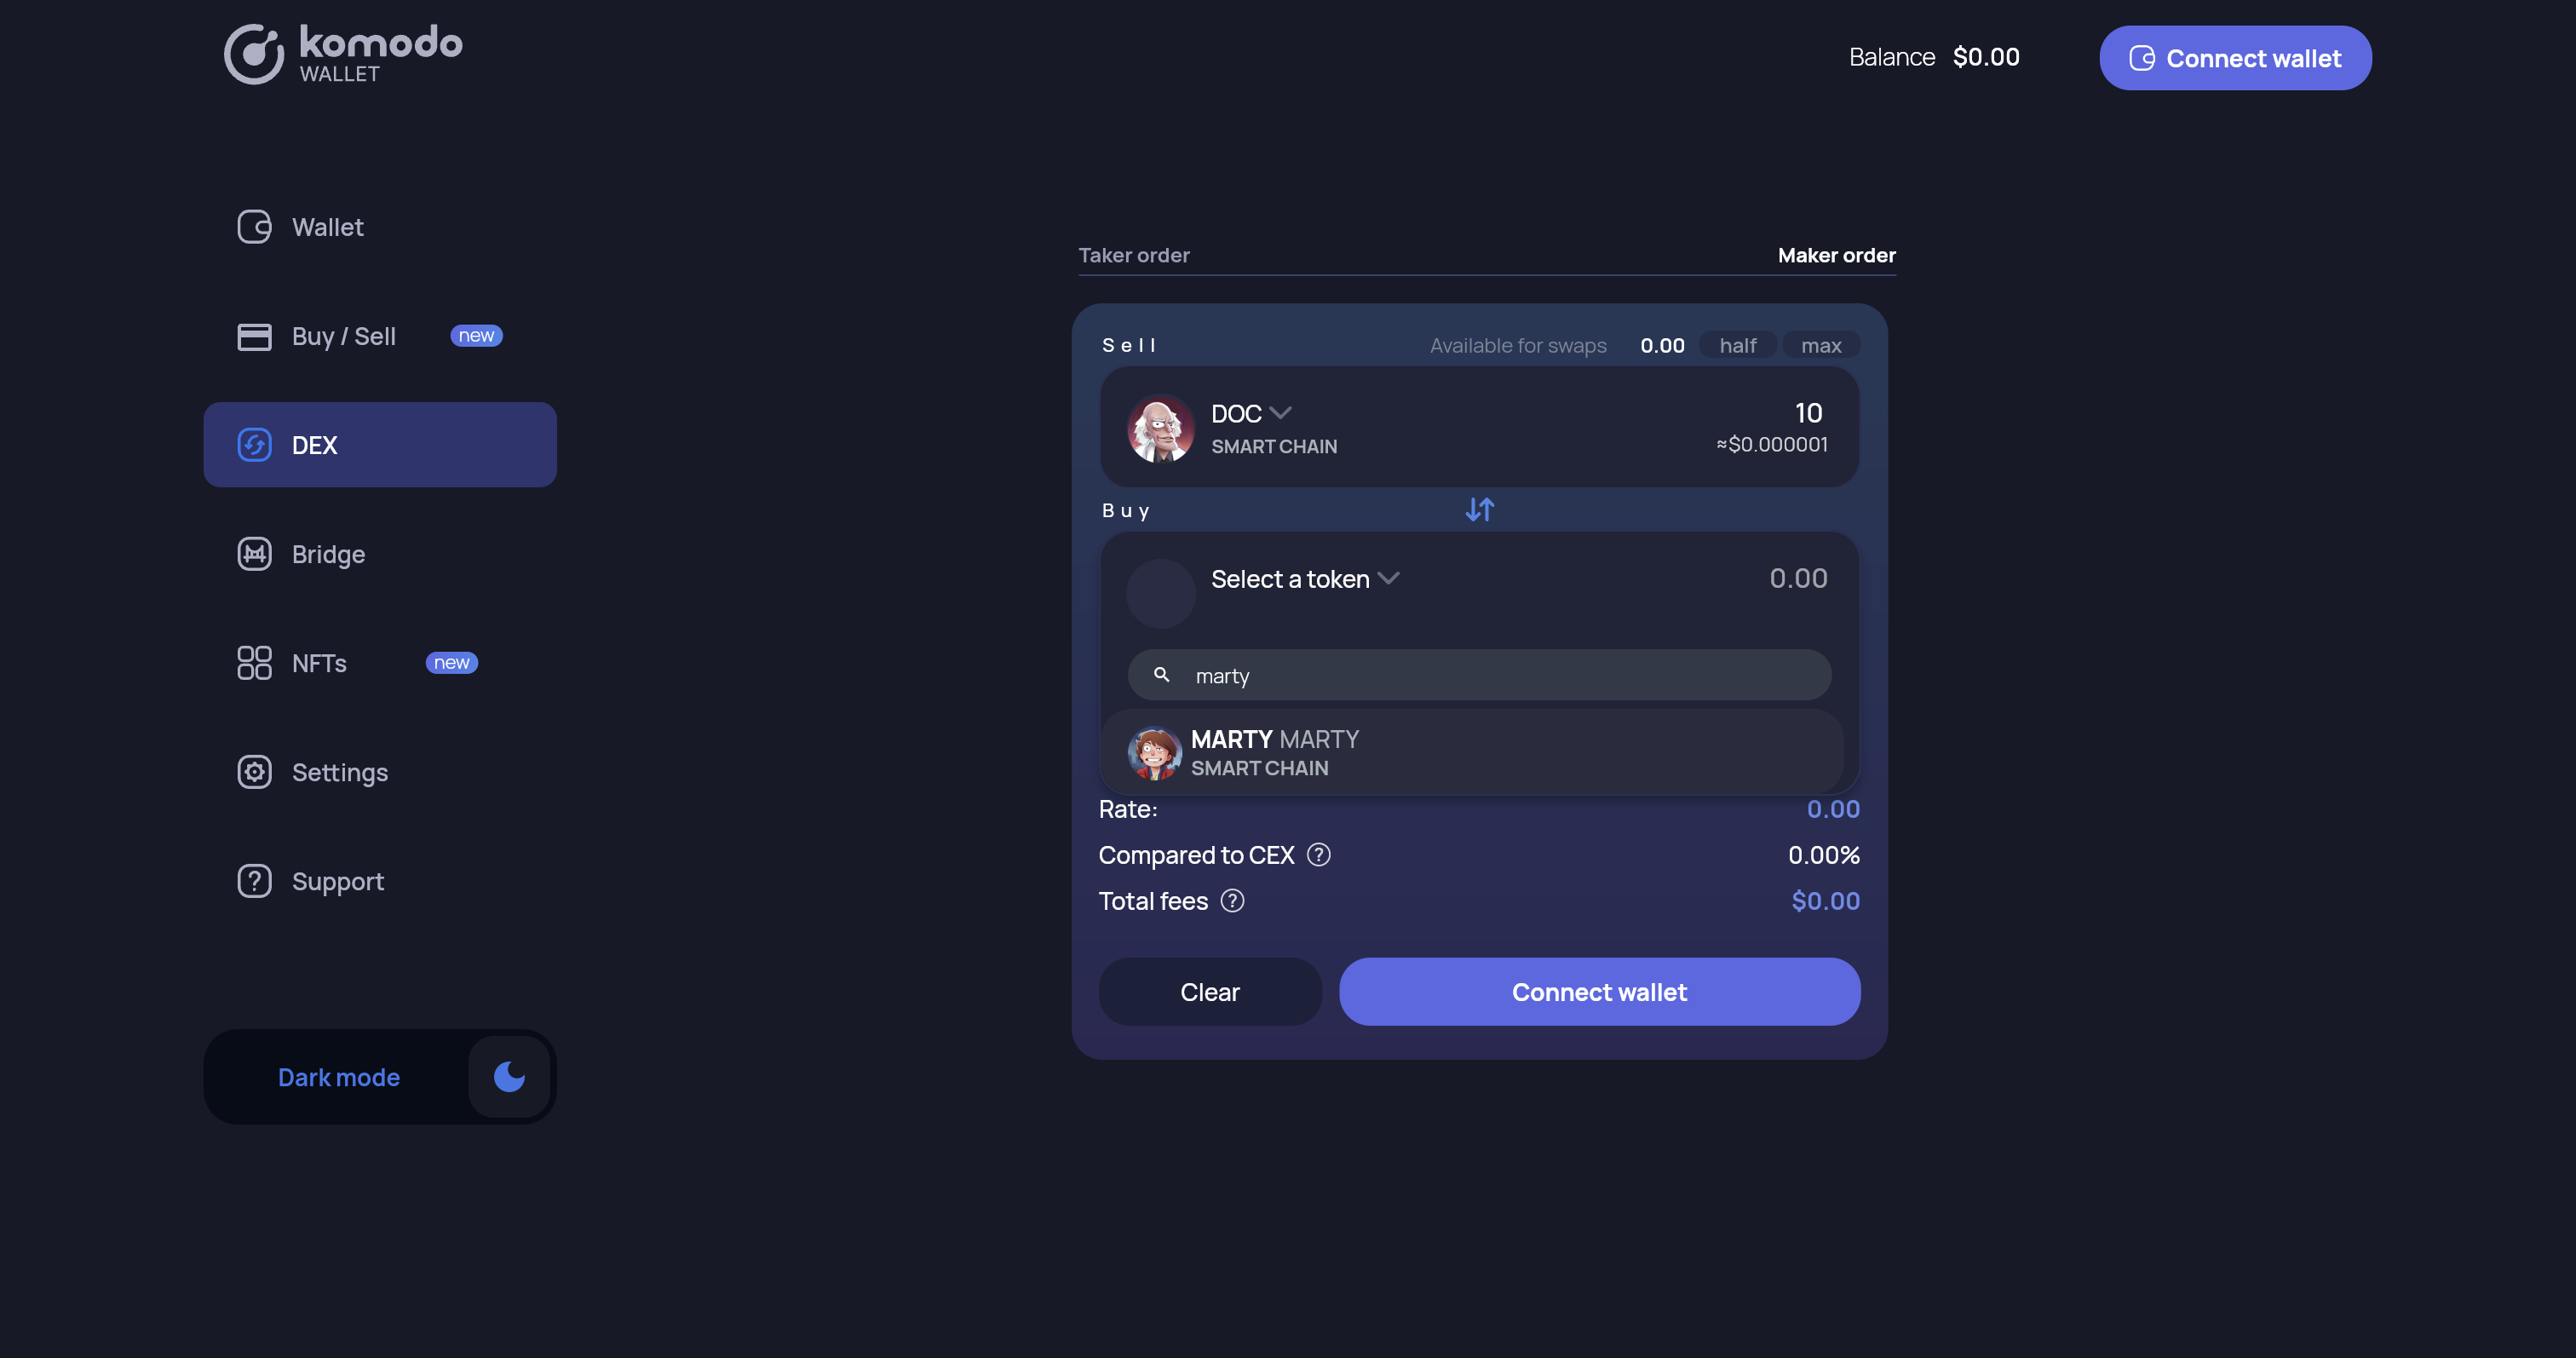 komodo
WALLET
Balance $0.00
Connect wallet
Wallet
Buy / Sell new
DEX
Bridge
NFTs new
Settings
Support
Dark mode
Taker order Maker order
Sell Available for swaps 0.00 half max
DOC 10
SMART CHAIN ≈$0.000001
Buy
Select a token 0.00
marty
MARTY MARTY
SMART CHAIN
Rate: 0.00
Compared to CEX ? 0.00%
Total fees ? $0.00
Clear Connect wallet